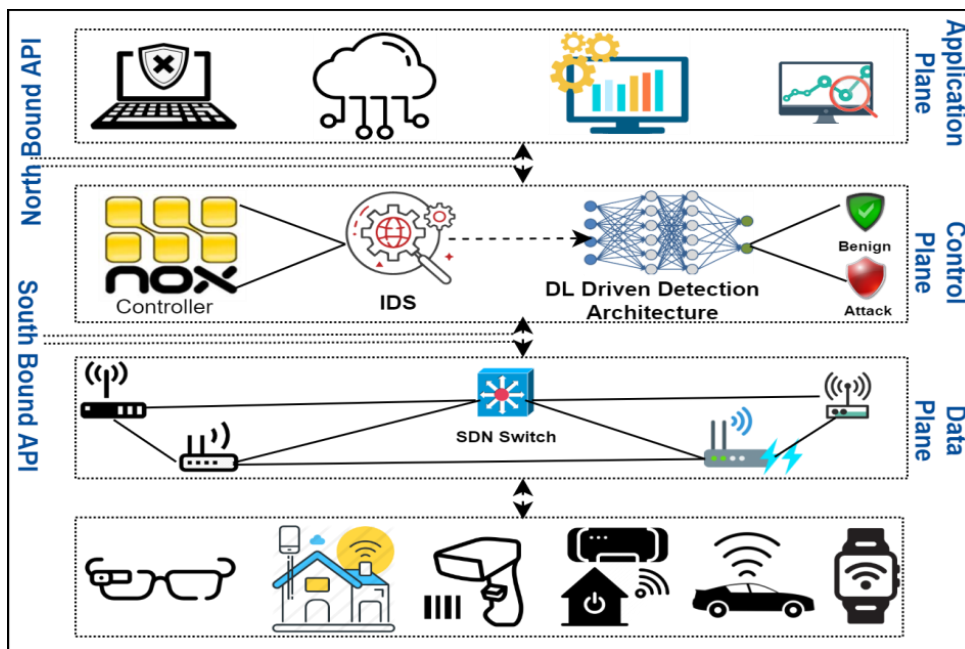 North Bound API
Application
Plane
nox
Controller
IDS
DL Driven Detection
Architecture
Benign
Attack
Control
Plane
South Bound API
SDN Switch
Data
Plane